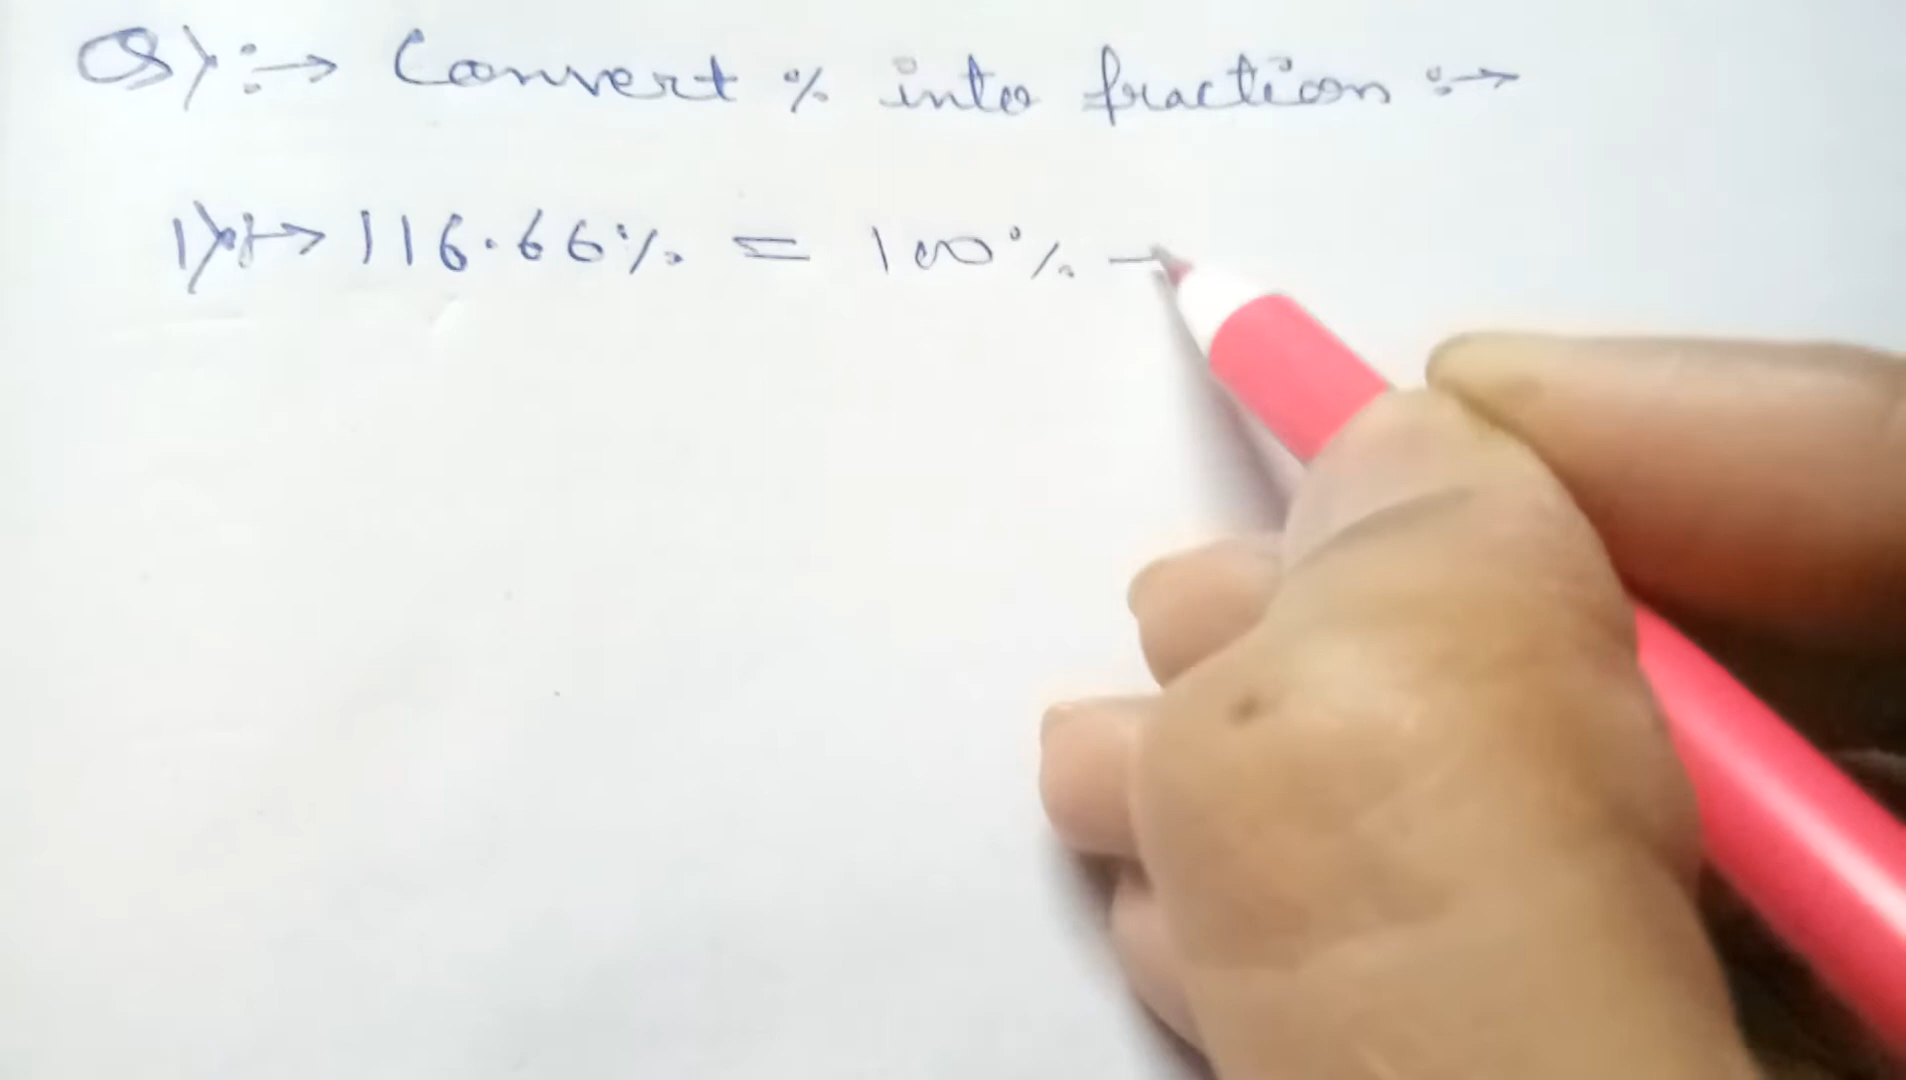 Q) :→ Convert % into fraction :→
1) :→ 116.66% = 100% -